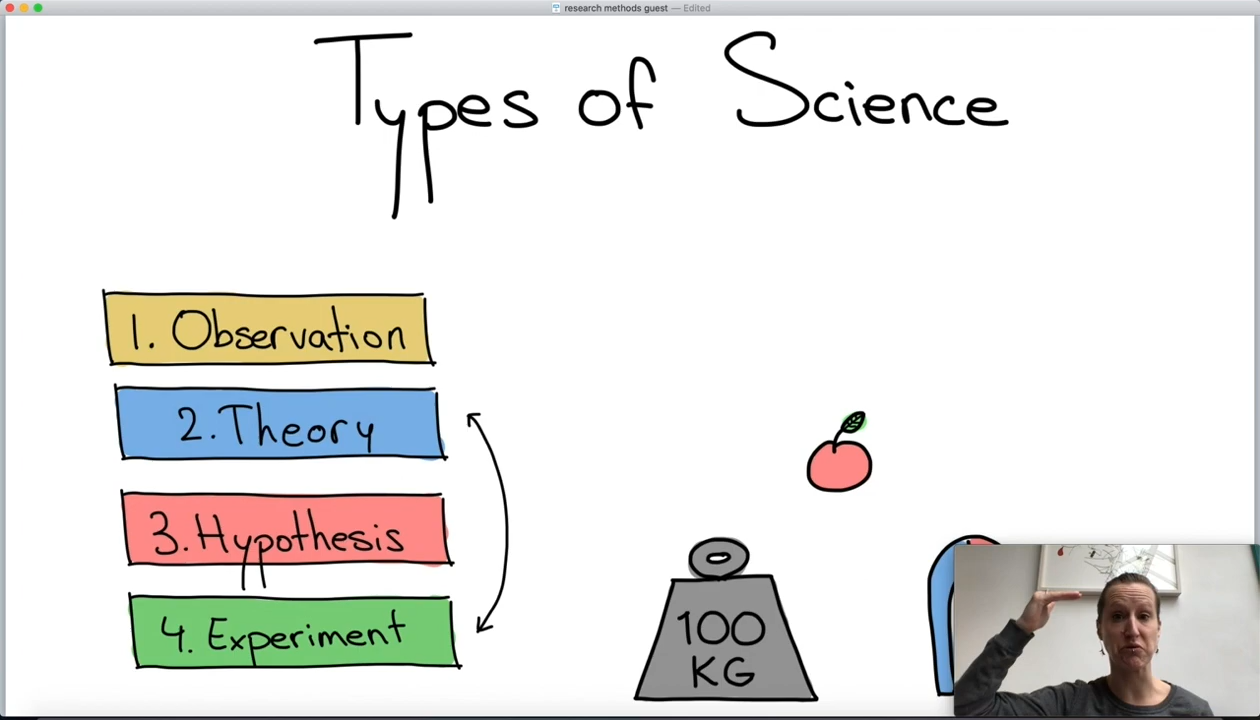 research methods guest — Edited
Types of Science
1. Observation
2. Theory
3. Hypothesis
4. Experiment
100
KG